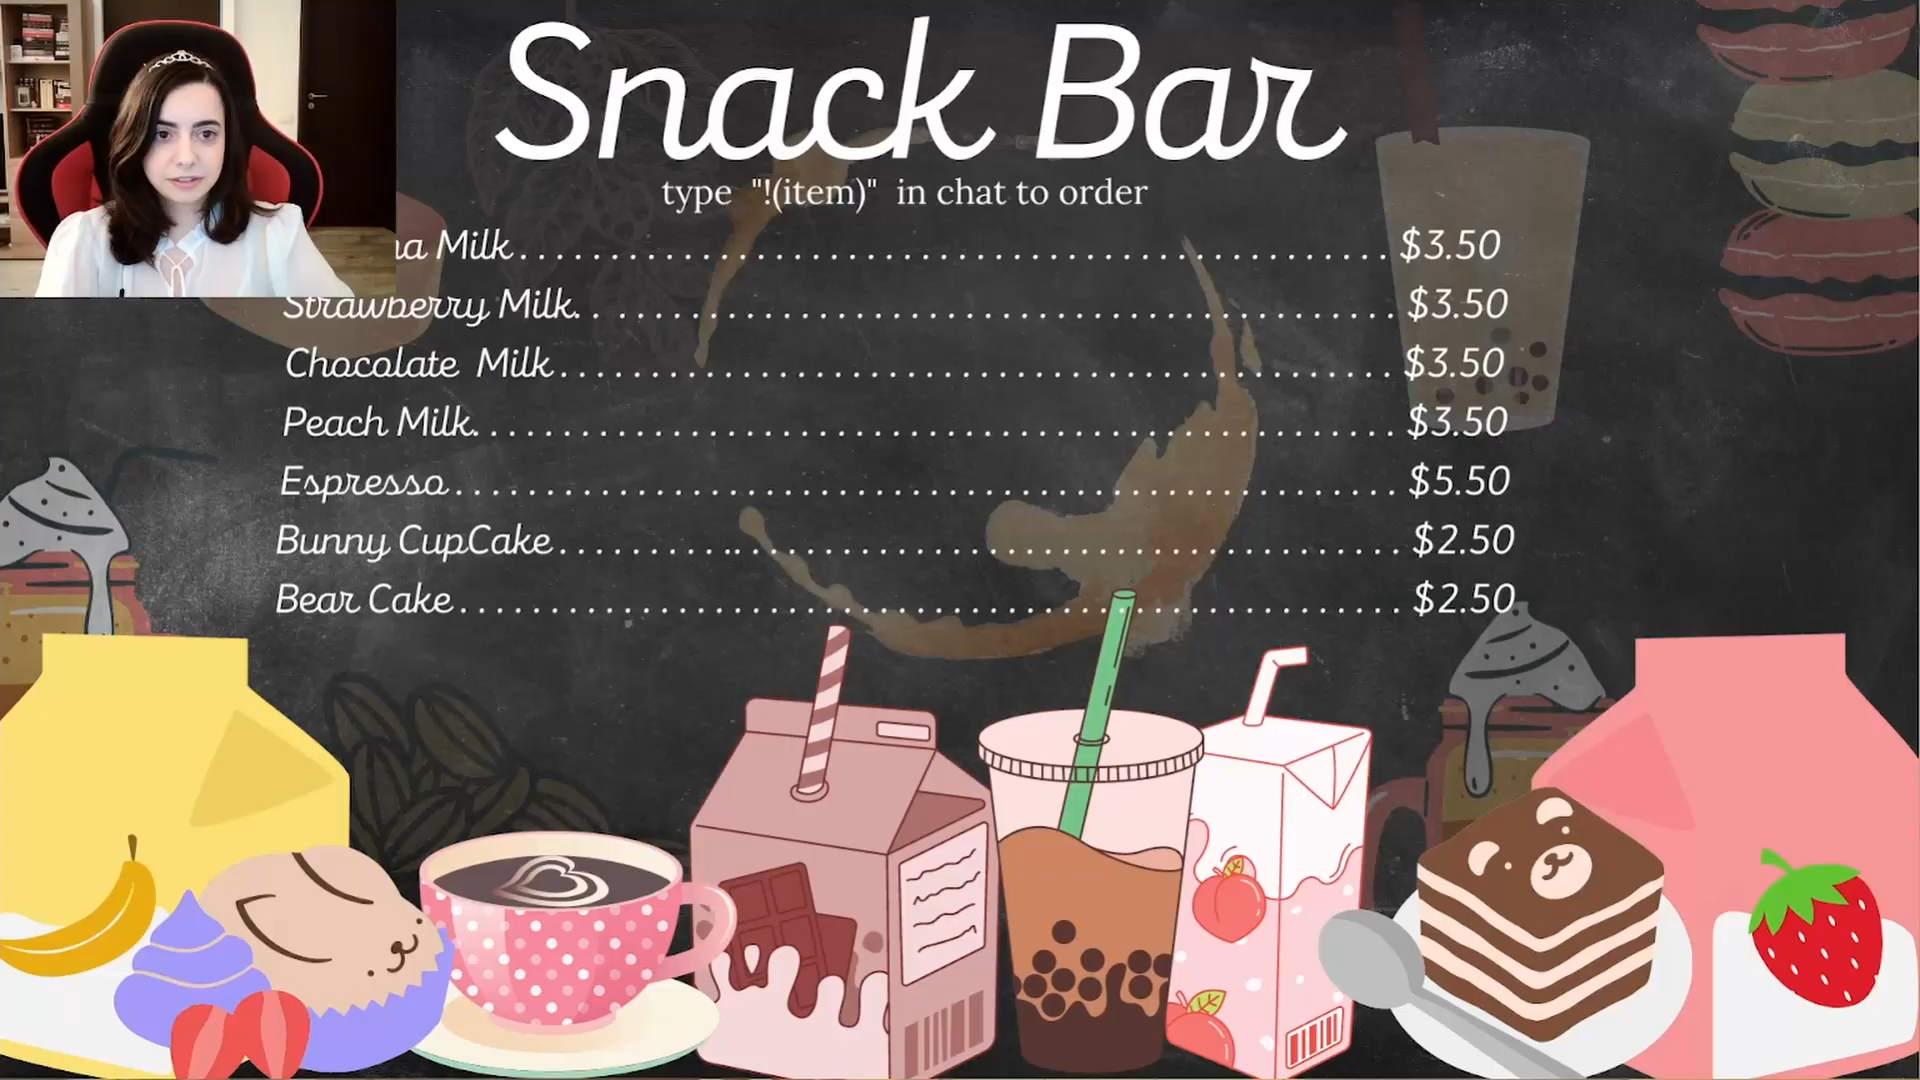 Snack Bar
type "!(item)" in chat to order
Milk $3.50
Strawberry Milk $3.50
Chocolate Milk $3.50
Peach Milk $3.50
Espresso $5.50
Bunny CupCake $2.50
Bear Cake $2.50